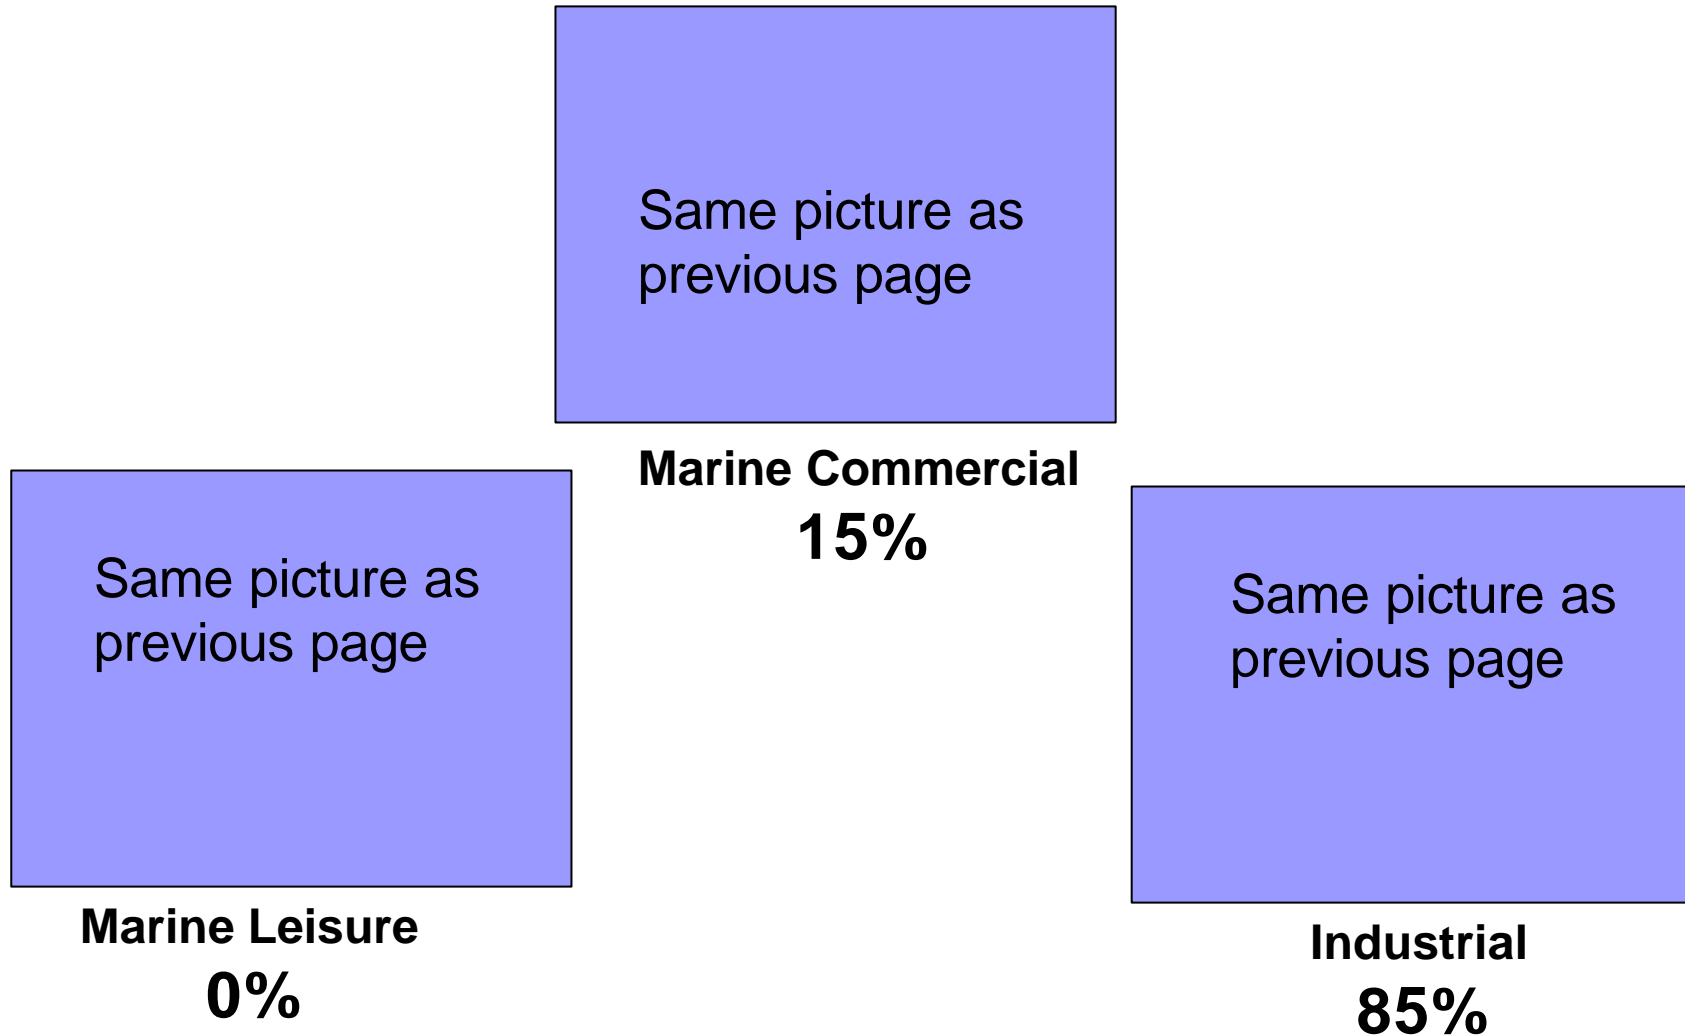 Same picture as
previous page
Marine Commercial
15%
Same picture as
previous page
Marine Leisure
0%
Same picture as
previous page
Industrial
85%